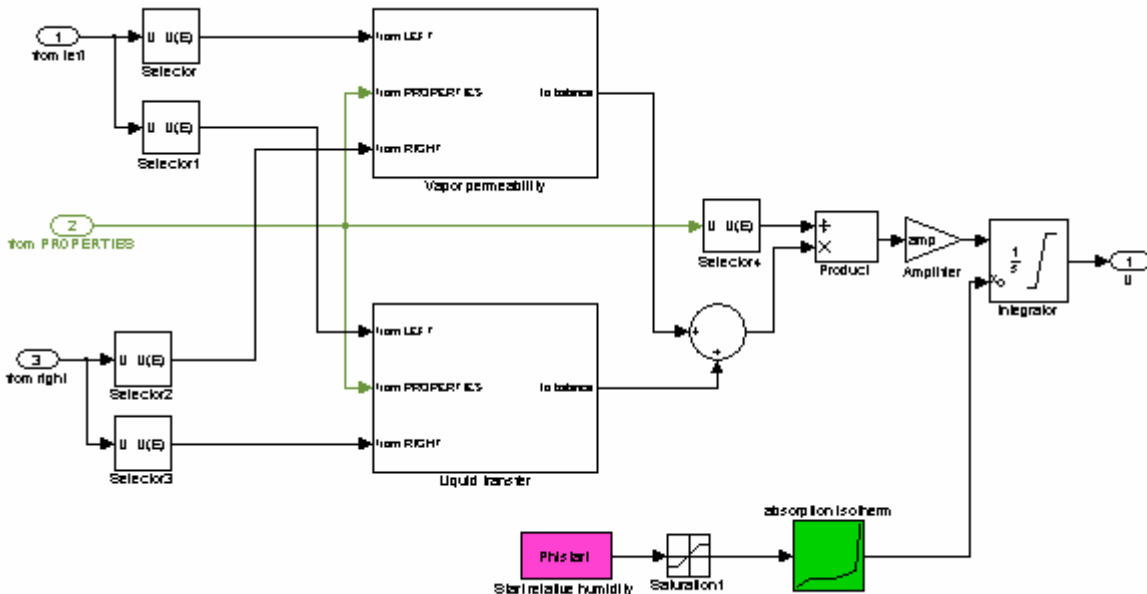 1
from left
U U(E)
Selector
U U(E)
Selector1
from LEFT
from PROPERTIES
to balance
from RIGHT
Vapor permeability
2
from PROPERTIES
U U(E)
Selector4
÷
×
Product
amp
Amplifier
1
s
xo
Integrator
1
U
+
+
3
from right
U U(E)
Selector2
U U(E)
Selector3
from LEFT
from PROPERTIES
to balance
from RIGHT
Liquid transfer
absorption isotherm
Phistart
Start relative humidity
Saturation1